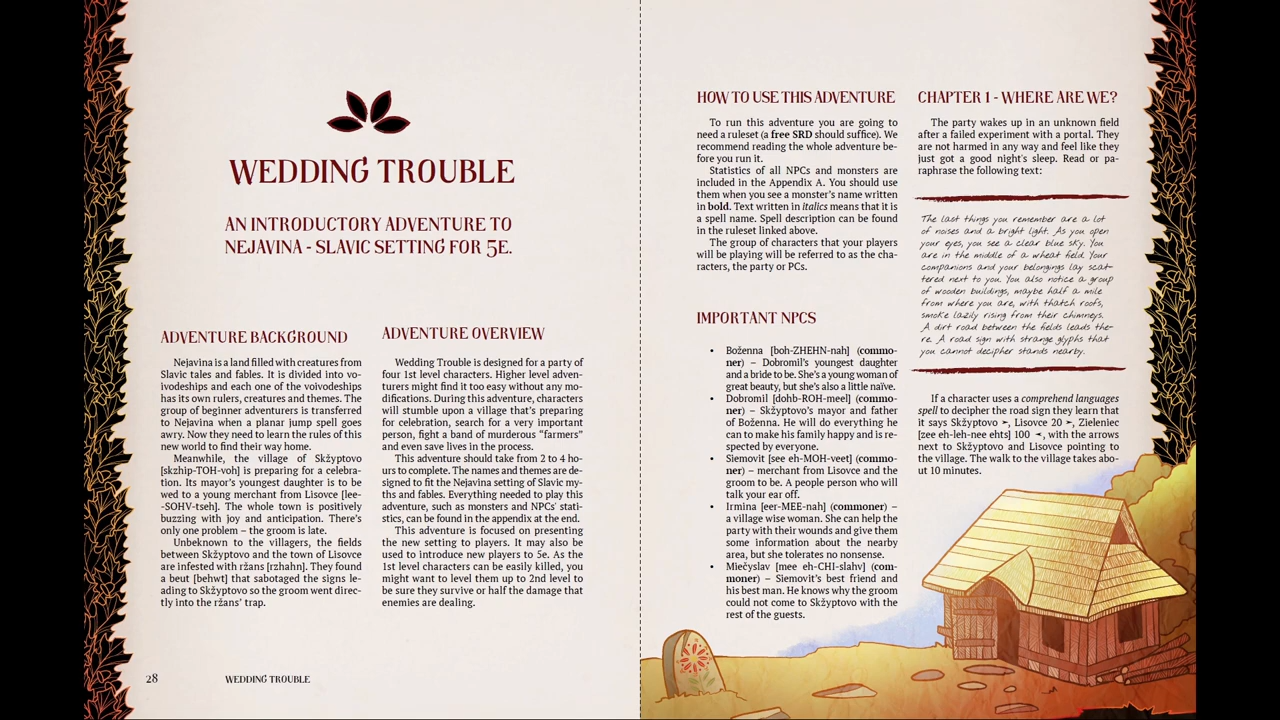 WEDDING TROUBLE
AN INTRODUCTORY ADVENTURE TO
NEJAVINA - SLAVIC SETTING FOR 5E.
ADVENTURE BACKGROUND
Nejavina is a land filled with creatures from
Slavic tales and fables. It is divided into vo-
ivodeships and each one of the voivodeships
has its own rulers, creatures and themes. The
group of beginner adventurers is transferred
to Nejavina when a planar jump spell goes
awry. Now they need to learn the rules of this
new world to find their way home.
Meanwhile, the village of Skżyptovo
[skzhip-TOH-voh] is preparing for a celebra-
tion. Its mayor's youngest daughter is to be
wed to a young merchant from Lisovce [lee-
-SOHV-tseh]. The whole town is positively
buzzing with joy and anticipation. There's
only one problem – the groom is late.
Unbeknown to the villagers, the fields
between Skżyptovo and the town of Lisovce
are infested with rżans [rzhahn]. They found
a beut [behwt] that sabotaged the signs le-
ading to Skżyptovo so the groom went direc-
tly into the rżans' trap.
ADVENTURE OVERVIEW
Wedding Trouble is designed for a party of
four 1st level characters. Higher level adven-
turers might find it too easy without any mo-
difications. During this adventure, characters
will stumble upon a village that's preparing
for celebration, search for a very important
person, fight a band of murderous “farmers”
and even save lives in the process.
This adventure should take from 2 to 4 ho-
urs to complete. The names and themes are de-
signed to fit the Nejavina setting of Slavic my-
ths and fables. Everything needed to play this
adventure, such as monsters and NPCs' stati-
stics, can be found in the appendix at the end.
This adventure is focused on presenting
the new setting to players. It may also be
used to introduce new players to 5e. As the
1st level characters can be easily killed, you
might want to level them up to 2nd level to
be sure they survive or half the damage that
enemies are dealing.
28
WEDDING TROUBLE
HOW TO USE THIS ADVENTURE
To run this adventure you are going to
need a ruleset (a free SRD should suffice). We
recommend reading the whole adventure be-
fore you run it.
Statistics of all NPCs and monsters are
included in the Appendix A. You should use
them when you see a monster's name written
in bold. Text written in italics means that it is
a spell name. Spell description can be found
in the ruleset linked above.
The group of characters that your players
will be playing will be referred to as the cha-
racters, the party or PCs.
IMPORTANT NPCS
• Bożenna [boh-ZHEHN-nah] (commo-
ner) – Dobromil's youngest daughter
and a bride to be. She's a young woman of
great beauty, but she's also a little naïve.
• Dobromil [dohb-ROH-meel] (commo-
ner) – Skżyptovo's mayor and father
of Bożenna. He will do everything he
can to make his family happy and is re-
spected by everyone.
• Siemovit [see eh-MOH-veet] (commo-
ner) – merchant from Lisovce and the
groom to be. A people person who will
talk your ear off.
• Irmina [eer-MEE-nah] (commoner) –
a village wise woman. She can help the
party with their wounds and give them
some information about the nearby
area, but she tolerates no nonsense.
• Miečyslav [mee eh-CHI-slahv] (com-
moner) – Siemovit's best friend and
his best man. He knows why the groom
could not come to Skżyptovo with the
rest of the guests.
CHAPTER 1 - WHERE ARE WE?
The party wakes up in an unknown field
after a failed experiment with a portal. They
are not harmed in any way and feel like they
just got a good night's sleep. Read or pa-
raphrase the following text:
The last things you remember are a lot
of noises and a bright light. As you open
your eyes, you see a clear blue sky. You
are in the middle of a wheat field. Your
companions and your belongings lay scat-
tered next to you. You also notice a group
of wooden buildings, maybe half a mile
from where you are, with thatch roofs,
smoke lazily rising from their chimneys.
A dirt road between the fields leads the-
re. A road sign with strange glyphs that
you cannot decipher stands nearby.
If a character uses a comprehend languages
spell to decipher the road sign they learn that
it says Skżyptovo ➣, Lisovce 20 ➣, Zieleniec
[zee eh-leh-nee ehts] 100 ◄, with the arrows
next to Skżyptovo and Lisovce pointing to
the village. The walk to the village takes abo-
ut 10 minutes.